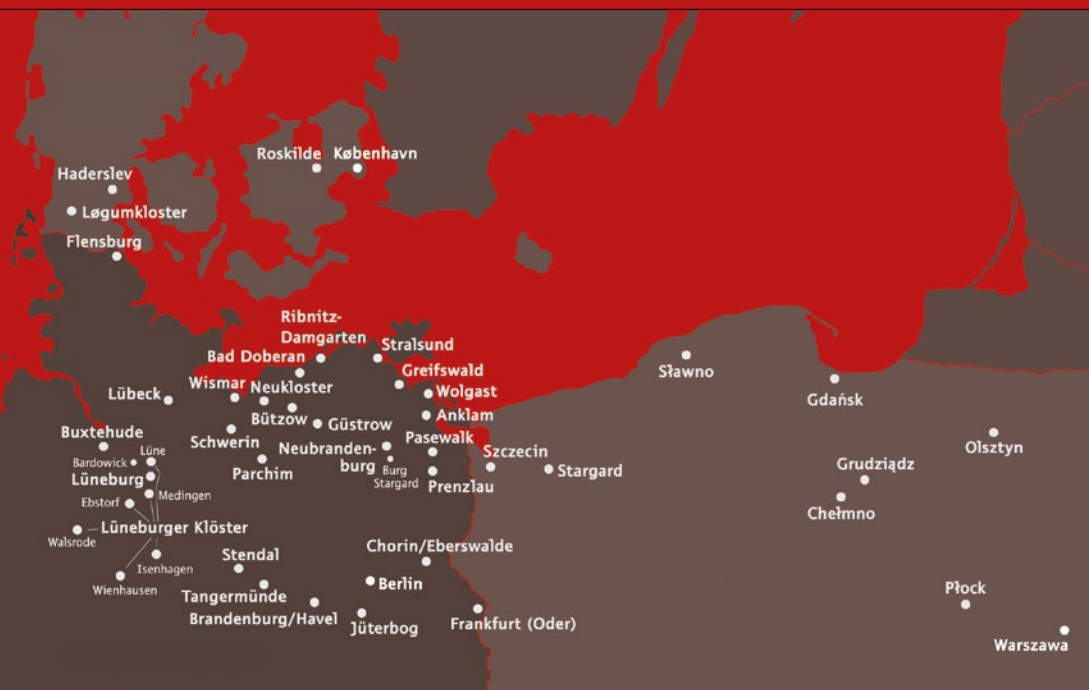 Roskilde
København
Haderslev
Løgumkloster
Flensburg
Ribnitz-
Damgarten
Stralsund
Bad Doberan
Greifswald
Wismar
Neukloster
Wolgast
Lübeck
Bützow
Güstrow
Anklam
Sławno
Gdańsk
Buxtehude
Schwerin
Neubranden-
burg
Pasewalk
Szczecin
Olsztyn
Bardowick
Lüne
Parchim
Burg
Stargard
Stargard
Grudziądz
Lüneburg
Prenzlau
Ebstorf
Medingen
Chełmno
Lüneburger Klöster
Walsrode
Isenhagen
Stendal
Chorin/Eberswalde
Wienhausen
Tangermünde
Berlin
Płock
Brandenburg/Havel
Jüterbog
Frankfurt (Oder)
Warszawa